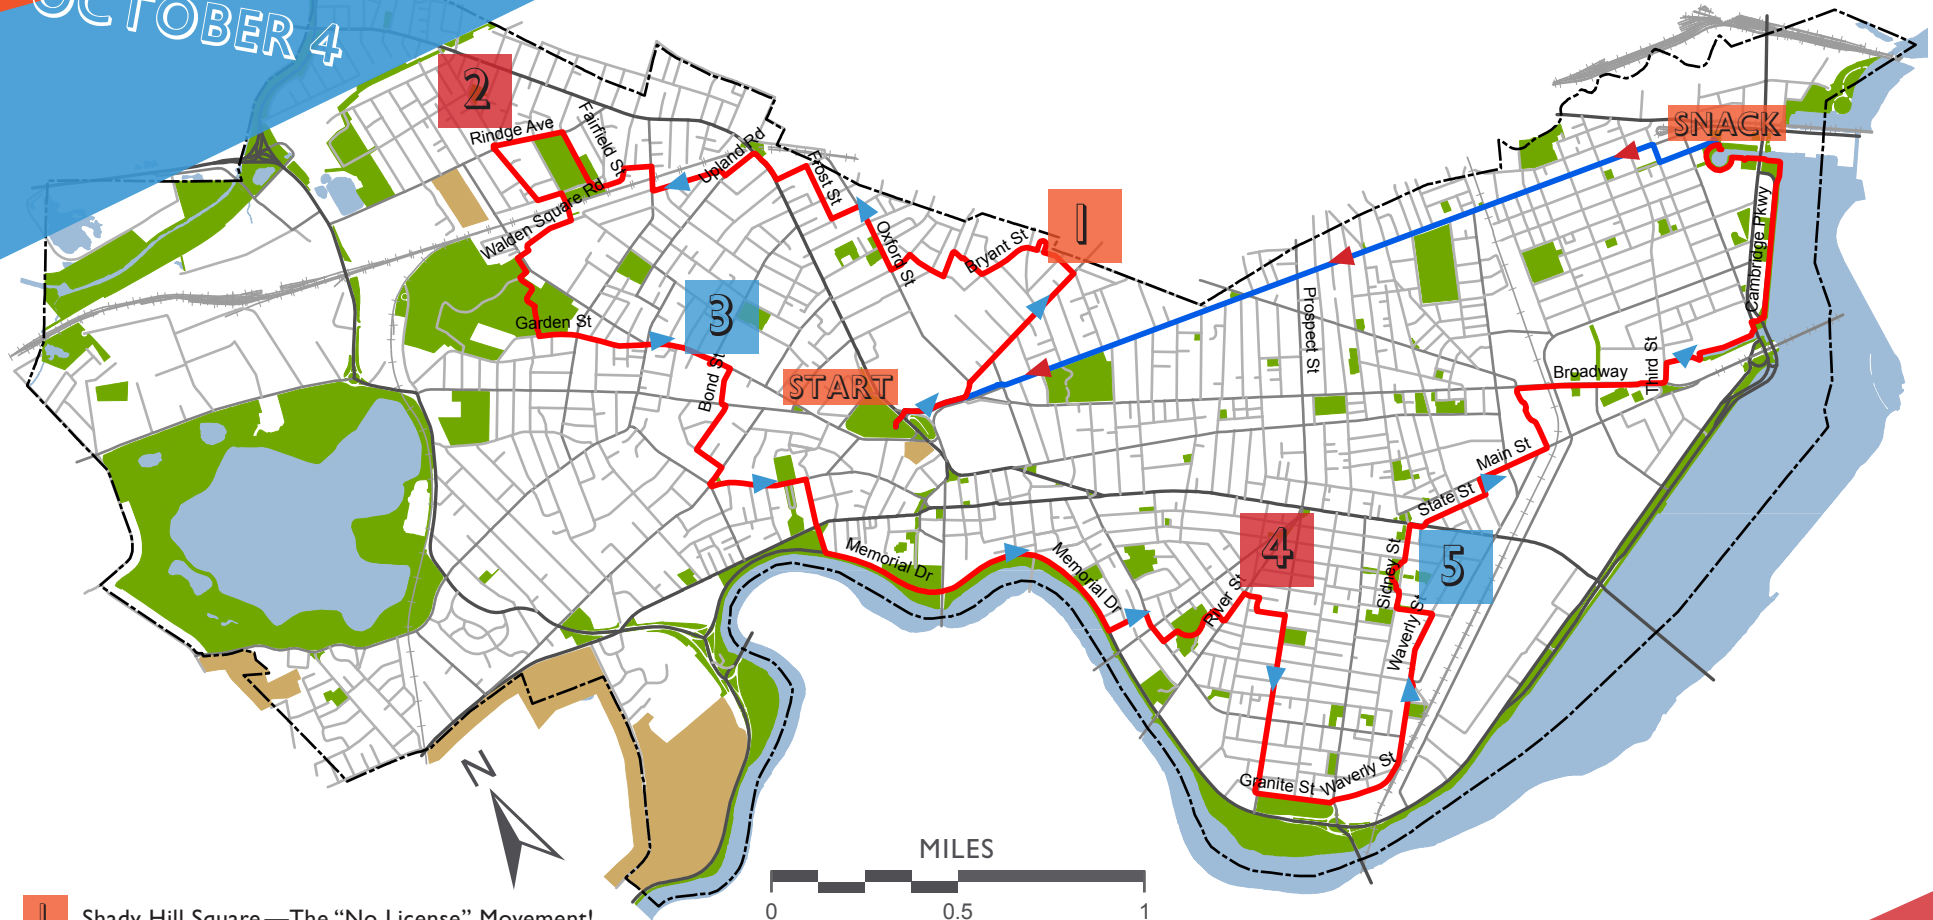 OCTOBER 4
2
Rindge Ave
Fairfield St
Upland Rd
Frost St
SNACK
1
Walden Square Rd
Oxford St
Bryant St
Cambridge Pkwy
3
Garden St
Prospect St
Bond St
START
Third St
Broadway
Main St
State St
4
5
Memorial Dr
Memorial Dr
Sidney St
River St
Waverly St
Granite St
Waverly St
N
MILES
0 0.5 1
1 Shady Hill Square—The “No License” Movement!